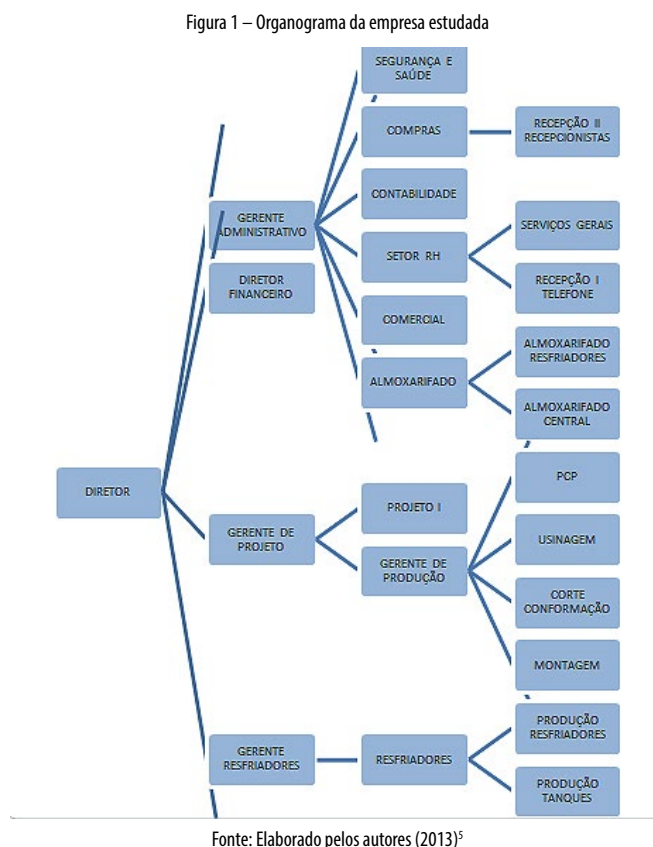 Figura 1 – Organograma da empresa estudada
SEGURANÇA E
SAÚDE
COMPRAS
RECEPÇÃO II
RECEPCIONISTAS
CONTABILIDADE
GERENTE
ADMINISTRATIVO
SERVIÇOS GERAIS
SETOR RH
DIRETOR
FINANCEIRO
RECEPÇÃO I
TELEFONE
COMERCIAL
ALMOXARIFADO
RESFRIADORES
ALMOXARIFADO
ALMOXARIFADO
CENTRAL
DIRETOR
PCP
PROJETO I
GERENTE DE
PROJETO
USINAGEM
GERENTE DE
PRODUÇÃO
CORTE
CONFORMAÇÃO
MONTAGEM
PRODUÇÃO
RESFRIADORES
GERENTE
RESFRIADORES
RESFRIADORES
PRODUÇÃO
TANQUES
Fonte: Elaborado pelos autores (2013)⁵